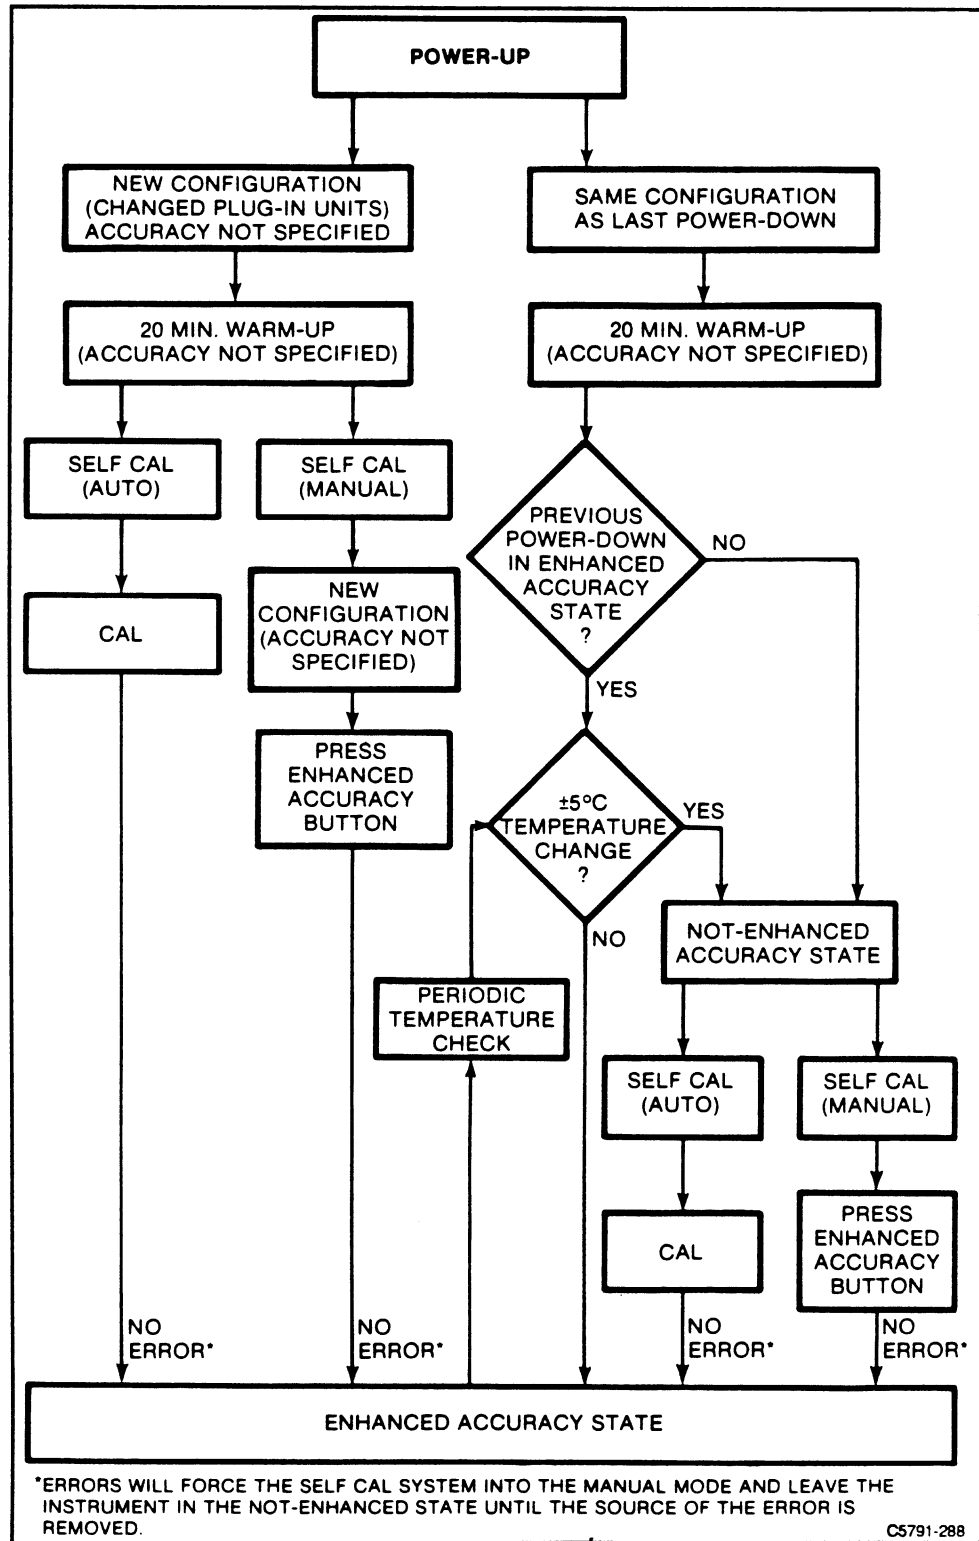 POWER-UP
NEW CONFIGURATION
(CHANGED PLUG-IN UNITS)
ACCURACY NOT SPECIFIED
SAME CONFIGURATION
AS LAST POWER-DOWN
20 MIN. WARM-UP
(ACCURACY NOT SPECIFIED)
20 MIN. WARM-UP
(ACCURACY NOT SPECIFIED)
SELF CAL
(AUTO)
SELF CAL
(MANUAL)
PREVIOUS
POWER-DOWN
IN ENHANCED
ACCURACY
STATE
?
NO
YES
CAL
NEW
CONFIGURATION
(ACCURACY NOT
SPECIFIED)
PRESS
ENHANCED
ACCURACY
BUTTON
±5°C
TEMPERATURE
CHANGE
?
YES
NO
NOT-ENHANCED
ACCURACY STATE
PERIODIC
TEMPERATURE
CHECK
SELF CAL
(AUTO)
SELF CAL
(MANUAL)
CAL
PRESS
ENHANCED
ACCURACY
BUTTON
NO
ERROR*
NO
ERROR*
NO
ERROR*
NO
ERROR*
ENHANCED ACCURACY STATE
*ERRORS WILL FORCE THE SELF CAL SYSTEM INTO THE MANUAL MODE AND LEAVE THE
INSTRUMENT IN THE NOT-ENHANCED STATE UNTIL THE SOURCE OF THE ERROR IS
REMOVED.
C5791-288